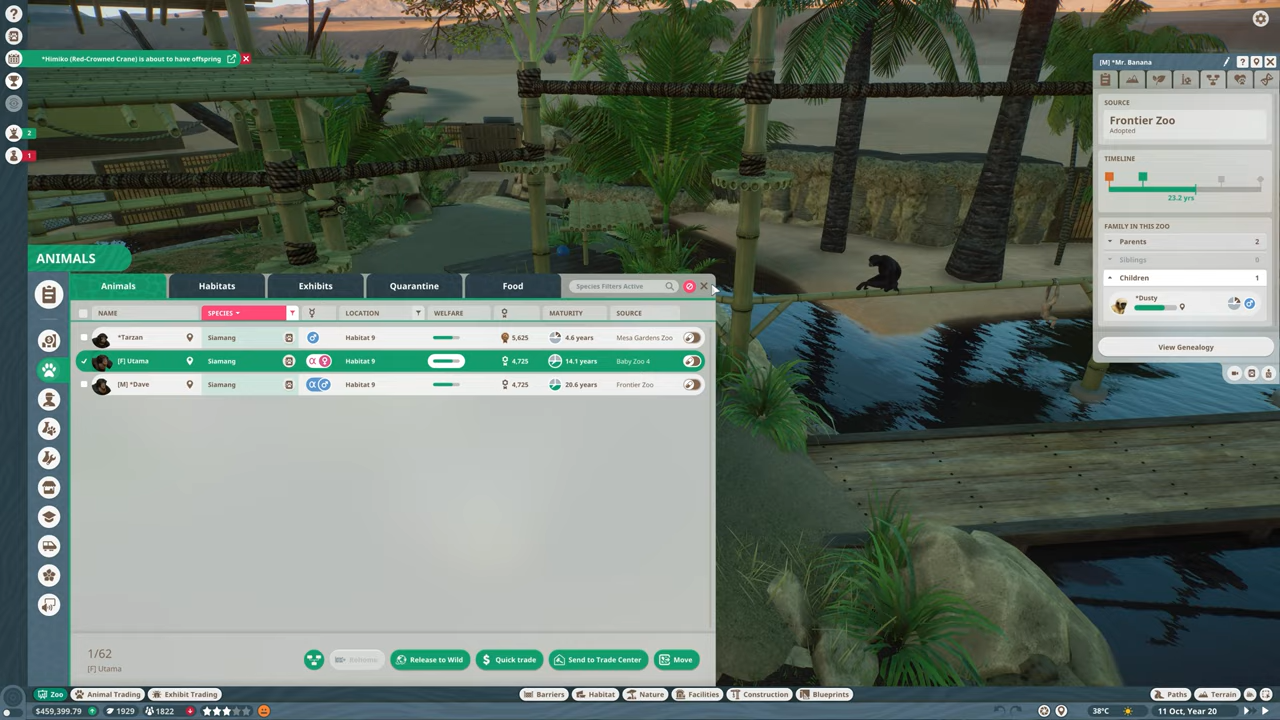 *Himiko (Red-Crowned Crane) is about to have offspring
2
1
ANIMALS
Animals Habitats Exhibits Quarantine Food Species Filters Active
NAME SPECIES LOCATION WELFARE MATURITY SOURCE
*Tarzan Siamang Habitat 9 5,625 4.6 years Mesa Gardens Zoo
[F] Utama Siamang α Habitat 9 4,725 14.1 years Baby Zoo 4
[M] *Dave Siamang α Habitat 9 4,725 20.6 years Frontier Zoo
1/62
[F] Utama
Rehome Release to Wild Quick trade Send to Trade Center Move
[M] *Mr. Banana
SOURCE
Frontier Zoo
Adopted
TIMELINE
23.2 yrs
FAMILY IN THIS ZOO
Parents 2
Siblings 0
Children 1
*Dusty
View Genealogy
Zoo Animal Trading Exhibit Trading Barriers Habitat Nature Facilities Construction Blueprints Paths Terrain
$459,399.79 1929 1822 38°C 11 Oct, Year 20